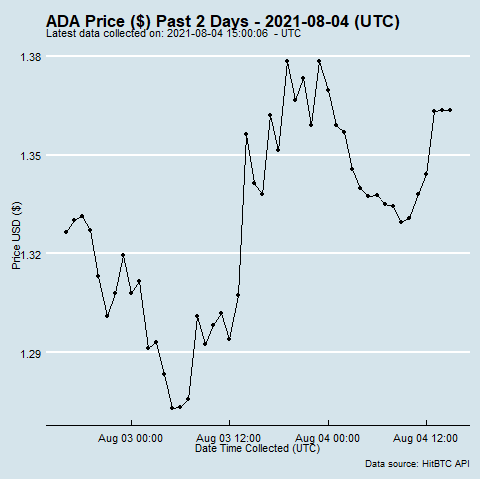 ADA Price ($) Past 2 Days - 2021-08-04 (UTC)
Latest data collected on: 2021-08-04 15:00:06 - UTC
1.38
1.35
1.32
1.29
Price USD ($)
Aug 03 00:00 Aug 03 12:00 Aug 04 00:00 Aug 04 12:00
Date Time Collected (UTC)
Data source: HitBTC API